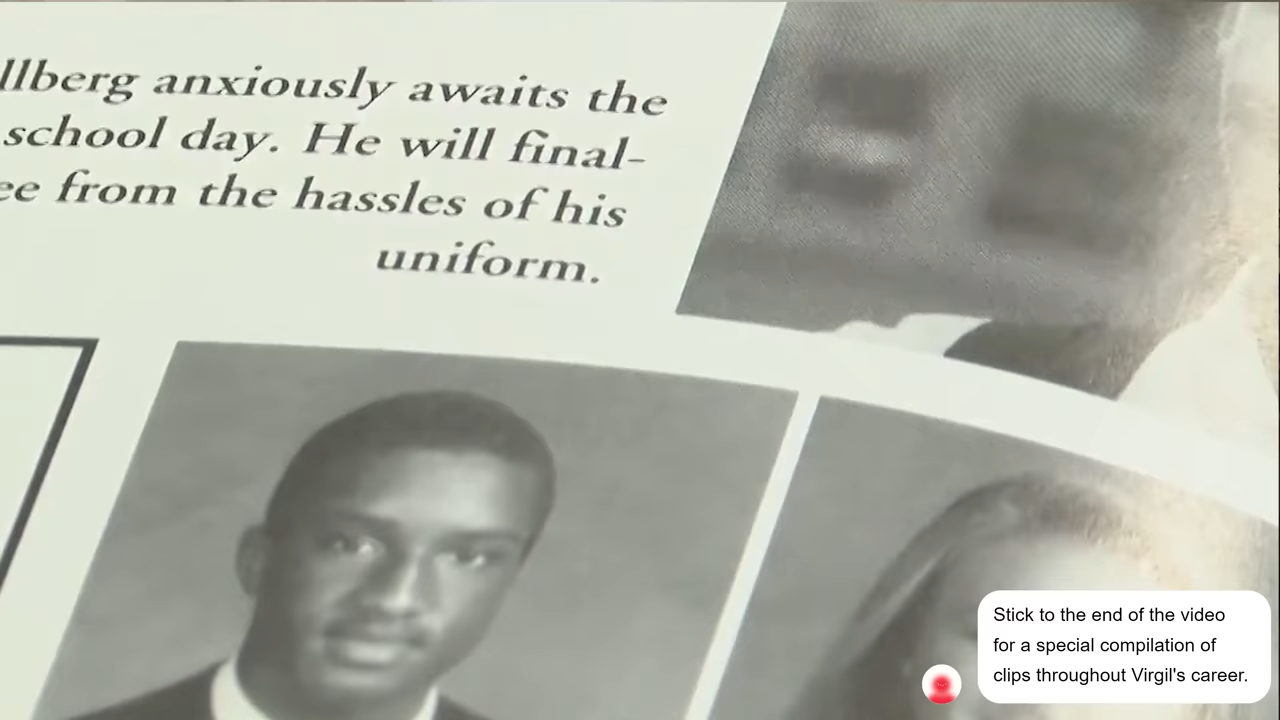 llberg anxiously awaits the
school day. He will final-
ee from the hassles of his
uniform.
Stick to the end of the video
for a special compilation of
clips throughout Virgil's career.